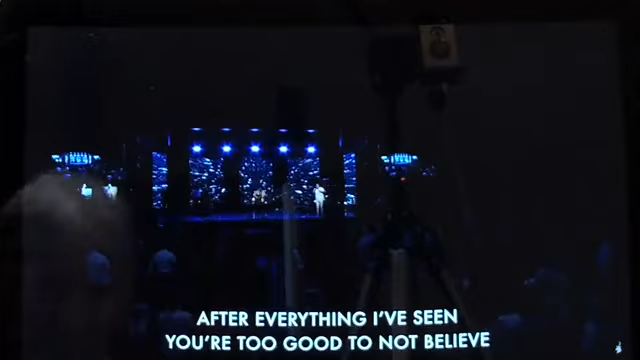 AFTER EVERYTHING I'VE SEEN
YOU'RE TOO GOOD TO NOT BELIEVE